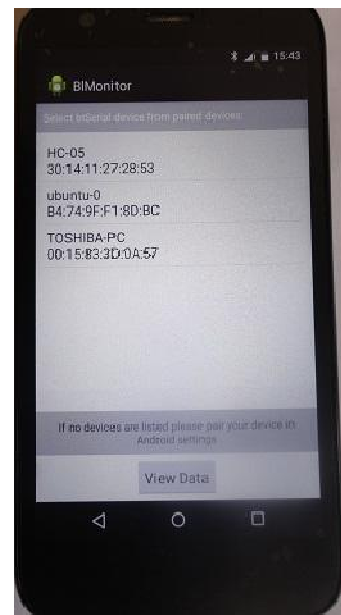 15:43
BIMonitor
Select btSerial device from paired devices
HC-05
30:14:11:27:28:53
ubuntu-0
B4:74:9F:F1:8D:BC
TOSHIBA-PC
00:15:83:3D:0A:57
If no devices are listed please pair your device in
Android settings
View Data